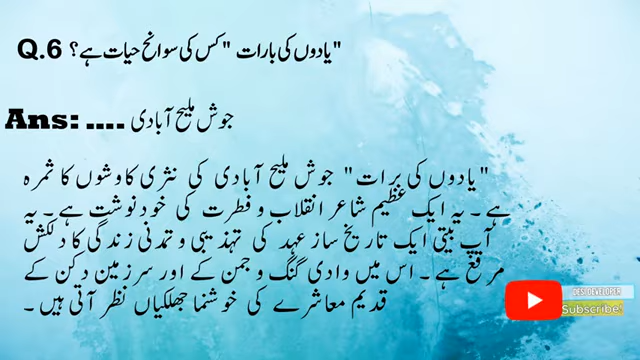 Q.6 "یادوں کی بارات " کس کی سوانح حیات ہے ؟
Ans: .... جوش ملیح آبادی
"یادوں کی برات" جوش ملیح آبادی کی نثری کاوشوں کا ثمرہ
ہے ۔ یہ ایک عظیم شاعر انقلاب و فطرت کی خودنوشت ہے ۔ یہ
آپ بیتی ایک تاریخ ساز عہد کی تہذیبی و تمدنی زندگی کا دلکش
مرقع ہے ۔ اس میں وادی گنگ و جمن کے اور سرزمین دکن کے
قدیم معاشرے کی خوشنما جھلکیاں نظر آتی ہیں ۔
DESI DEVELOPER
Subscribe!